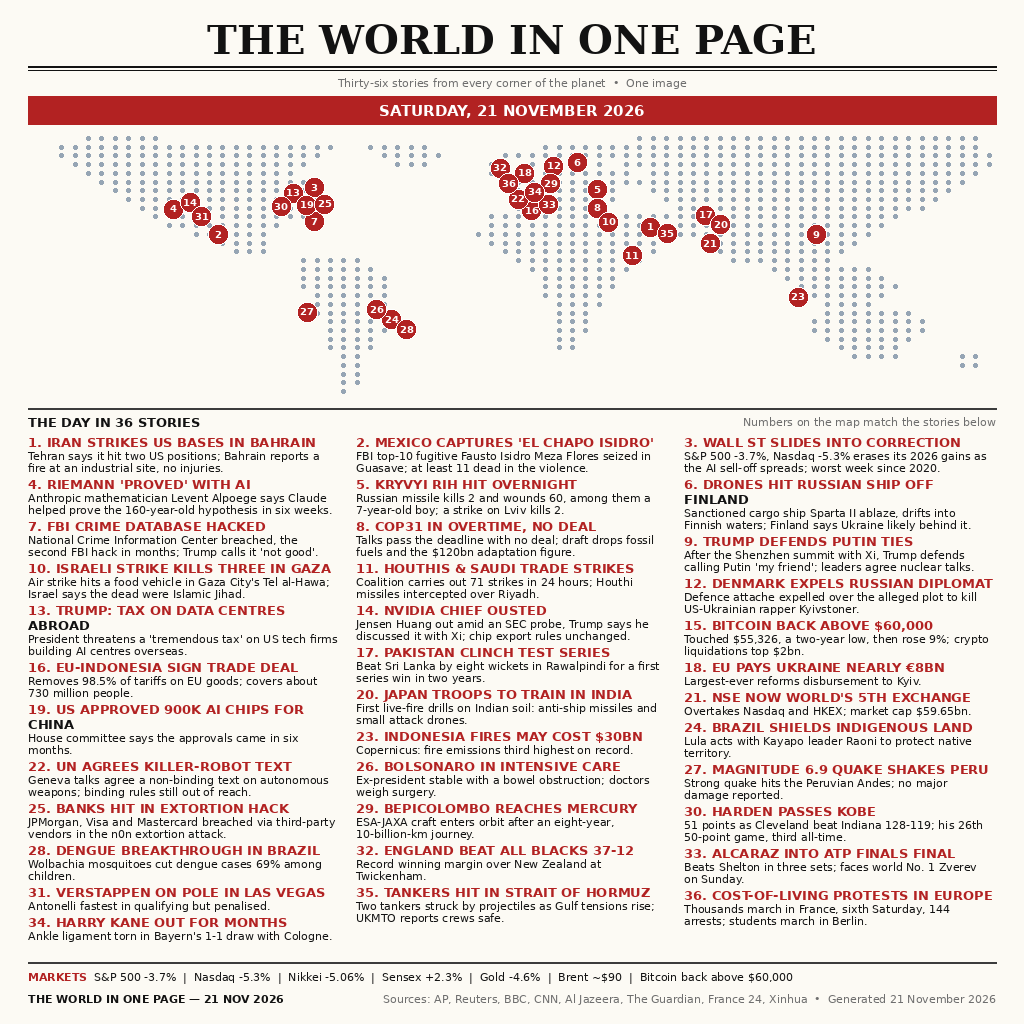 THE WORLD IN ONE PAGE
Thirty-six stories from every corner of the planet • One image
SATURDAY, 21 NOVEMBER 2026
32
18
12
6
36
34
29
22
16
33
5
8
10
1
35
11
17
20
21
9
23
4
14
31
2
13
3
30
19
25
7
27
26
24
28
THE DAY IN 36 STORIES
Numbers on the map match the stories below
1. IRAN STRIKES US BASES IN BAHRAIN
Tehran says it hit two US positions; Bahrain reports a
fire at an industrial site, no injuries.
2. MEXICO CAPTURES 'EL CHAPO ISIDRO'
FBI top-10 fugitive Fausto Isidro Meza Flores seized in
Guasave; at least 11 dead in the violence.
3. WALL ST SLIDES INTO CORRECTION
S&P 500 -3.7%, Nasdaq -5.3% erases its 2026 gains as
the AI sell-off spreads; worst week since 2020.
4. RIEMANN 'PROVED' WITH AI
Anthropic mathematician Levent Alpoege says Claude
helped prove the 160-year-old hypothesis in six weeks.
5. KRYVYI RIH HIT OVERNIGHT
Russian missile kills 2 and wounds 60, among them a
7-year-old boy; a strike on Lviv kills 2.
6. DRONES HIT RUSSIAN SHIP OFF
FINLAND
Sanctioned cargo ship Sparta II ablaze, drifts into
Finnish waters; Finland says Ukraine likely behind it.
7. FBI CRIME DATABASE HACKED
National Crime Information Center breached, the
second FBI hack in months; Trump calls it 'not good'.
8. COP31 IN OVERTIME, NO DEAL
Talks pass the deadline with no deal; draft drops fossil
fuels and the $120bn adaptation figure.
9. TRUMP DEFENDS PUTIN TIES
After the Shenzhen summit with Xi, Trump defends
calling Putin 'my friend'; leaders agree nuclear talks.
10. ISRAELI STRIKE KILLS THREE IN GAZA
Air strike hits a food vehicle in Gaza City's Tel al-Hawa;
Israel says the dead were Islamic Jihad.
11. HOUTHIS & SAUDI TRADE STRIKES
Coalition carries out 71 strikes in 24 hours; Houthi
missiles intercepted over Riyadh.
12. DENMARK EXPELS RUSSIAN DIPLOMAT
Defence attache expelled over the alleged plot to kill
US-Ukrainian rapper Kyivstoner.
13. TRUMP: TAX ON DATA CENTRES
ABROAD
President threatens a 'tremendous tax' on US tech firms
building AI centres overseas.
14. NVIDIA CHIEF OUSTED
Jensen Huang out amid an SEC probe, Trump says he
discussed it with Xi; chip export rules unchanged.
15. BITCOIN BACK ABOVE $60,000
Touched $55,326, a two-year low, then rose 9%; crypto
liquidations top $2bn.
16. EU-INDONESIA SIGN TRADE DEAL
Removes 98.5% of tariffs on EU goods; covers about
730 million people.
17. PAKISTAN CLINCH TEST SERIES
Beat Sri Lanka by eight wickets in Rawalpindi for a first
series win in two years.
18. EU PAYS UKRAINE NEARLY €8BN
Largest-ever reforms disbursement to Kyiv.
19. US APPROVED 900K AI CHIPS FOR
CHINA
House committee says the approvals came in six
months.
20. JAPAN TROOPS TO TRAIN IN INDIA
First live-fire drills on Indian soil: anti-ship missiles and
small attack drones.
21. NSE NOW WORLD'S 5TH EXCHANGE
Overtakes Nasdaq and HKEX; market cap $59.65bn.
22. UN AGREES KILLER-ROBOT TEXT
Geneva talks agree a non-binding text on autonomous
weapons; binding rules still out of reach.
23. INDONESIA FIRES MAY COST $30BN
Copernicus: fire emissions third highest on record.
24. BRAZIL SHIELDS INDIGENOUS LAND
Lula acts with Kayapo leader Raoni to protect native
territory.
25. BANKS HIT IN EXTORTION HACK
JPMorgan, Visa and Mastercard breached via third-party
vendors in the n0n extortion attack.
26. BOLSONARO IN INTENSIVE CARE
Ex-president stable with a bowel obstruction; doctors
weigh surgery.
27. MAGNITUDE 6.9 QUAKE SHAKES PERU
Strong quake hits the Peruvian Andes; no major
damage reported.
28. DENGUE BREAKTHROUGH IN BRAZIL
Wolbachia mosquitoes cut dengue cases 69% among
children.
29. BEPICOLOMBO REACHES MERCURY
ESA-JAXA craft enters orbit after an eight-year,
10-billion-km journey.
30. HARDEN PASSES KOBE
51 points as Cleveland beat Indiana 128-119; his 26th
50-point game, third all-time.
31. VERSTAPPEN ON POLE IN LAS VEGAS
Antonelli fastest in qualifying but penalised.
32. ENGLAND BEAT ALL BLACKS 37-12
Record winning margin over New Zealand at
Twickenham.
33. ALCARAZ INTO ATP FINALS FINAL
Beats Shelton in three sets; faces world No. 1 Zverev
on Sunday.
34. HARRY KANE OUT FOR MONTHS
Ankle ligament torn in Bayern's 1-1 draw with Cologne.
35. TANKERS HIT IN STRAIT OF HORMUZ
Two tankers struck by projectiles as Gulf tensions rise;
UKMTO reports crews safe.
36. COST-OF-LIVING PROTESTS IN EUROPE
Thousands march in France, sixth Saturday, 144
arrests; students march in Berlin.
MARKETS S&P 500 -3.7% | Nasdaq -5.3% | Nikkei -5.06% | Sensex +2.3% | Gold -4.6% | Brent ~$90 | Bitcoin back above $60,000
THE WORLD IN ONE PAGE — 21 NOV 2026
Sources: AP, Reuters, BBC, CNN, Al Jazeera, The Guardian, France 24, Xinhua • Generated 21 November 2026